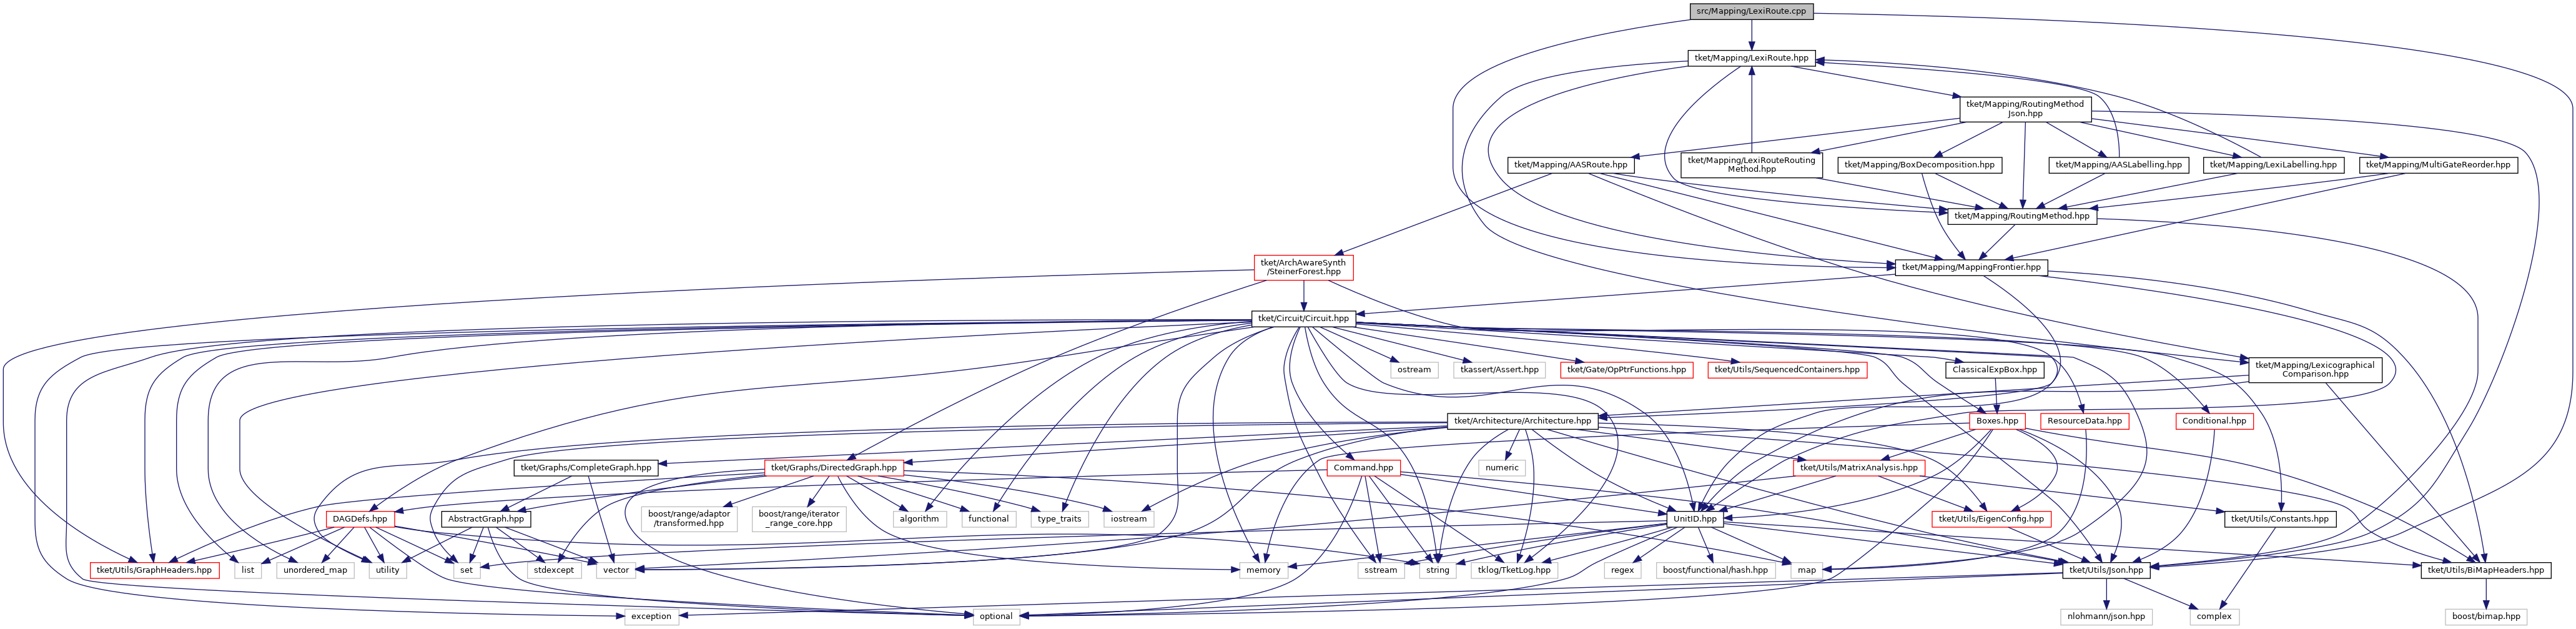 src/Mapping/LexiRoute.cpp
tket/Mapping/LexiRoute.hpp
tket/Mapping/RoutingMethod
Json.hpp
tket/Mapping/AASRoute.hpp
tket/Mapping/LexiRouteRouting
Method.hpp
tket/Mapping/BoxDecomposition.hpp
tket/Mapping/AASLabelling.hpp
tket/Mapping/LexiLabelling.hpp
tket/Mapping/MultiGateReorder.hpp
tket/Mapping/RoutingMethod.hpp
tket/ArchAwareSynth
/SteinerForest.hpp
tket/Mapping/MappingFrontier.hpp
tket/Circuit/Circuit.hpp
ostream
tkassert/Assert.hpp
tket/Gate/OpPtrFunctions.hpp
tket/Utils/SequencedContainers.hpp
ClassicalExpBox.hpp
tket/Mapping/Lexicographical
Comparison.hpp
tket/Architecture/Architecture.hpp
Boxes.hpp
ResourceData.hpp
Conditional.hpp
tket/Graphs/CompleteGraph.hpp
tket/Graphs/DirectedGraph.hpp
Command.hpp
numeric
tket/Utils/MatrixAnalysis.hpp
DAGDefs.hpp
AbstractGraph.hpp
boost/range/adaptor
/transformed.hpp
boost/range/iterator
_range_core.hpp
algorithm
functional
type_traits
iostream
UnitID.hpp
tket/Utils/EigenConfig.hpp
tket/Utils/Constants.hpp
tket/Utils/GraphHeaders.hpp
list
unordered_map
utility
set
stdexcept
vector
memory
sstream
string
tklog/TketLog.hpp
regex
boost/functional/hash.hpp
map
tket/Utils/Json.hpp
tket/Utils/BiMapHeaders.hpp
exception
optional
nlohmann/json.hpp
complex
boost/bimap.hpp